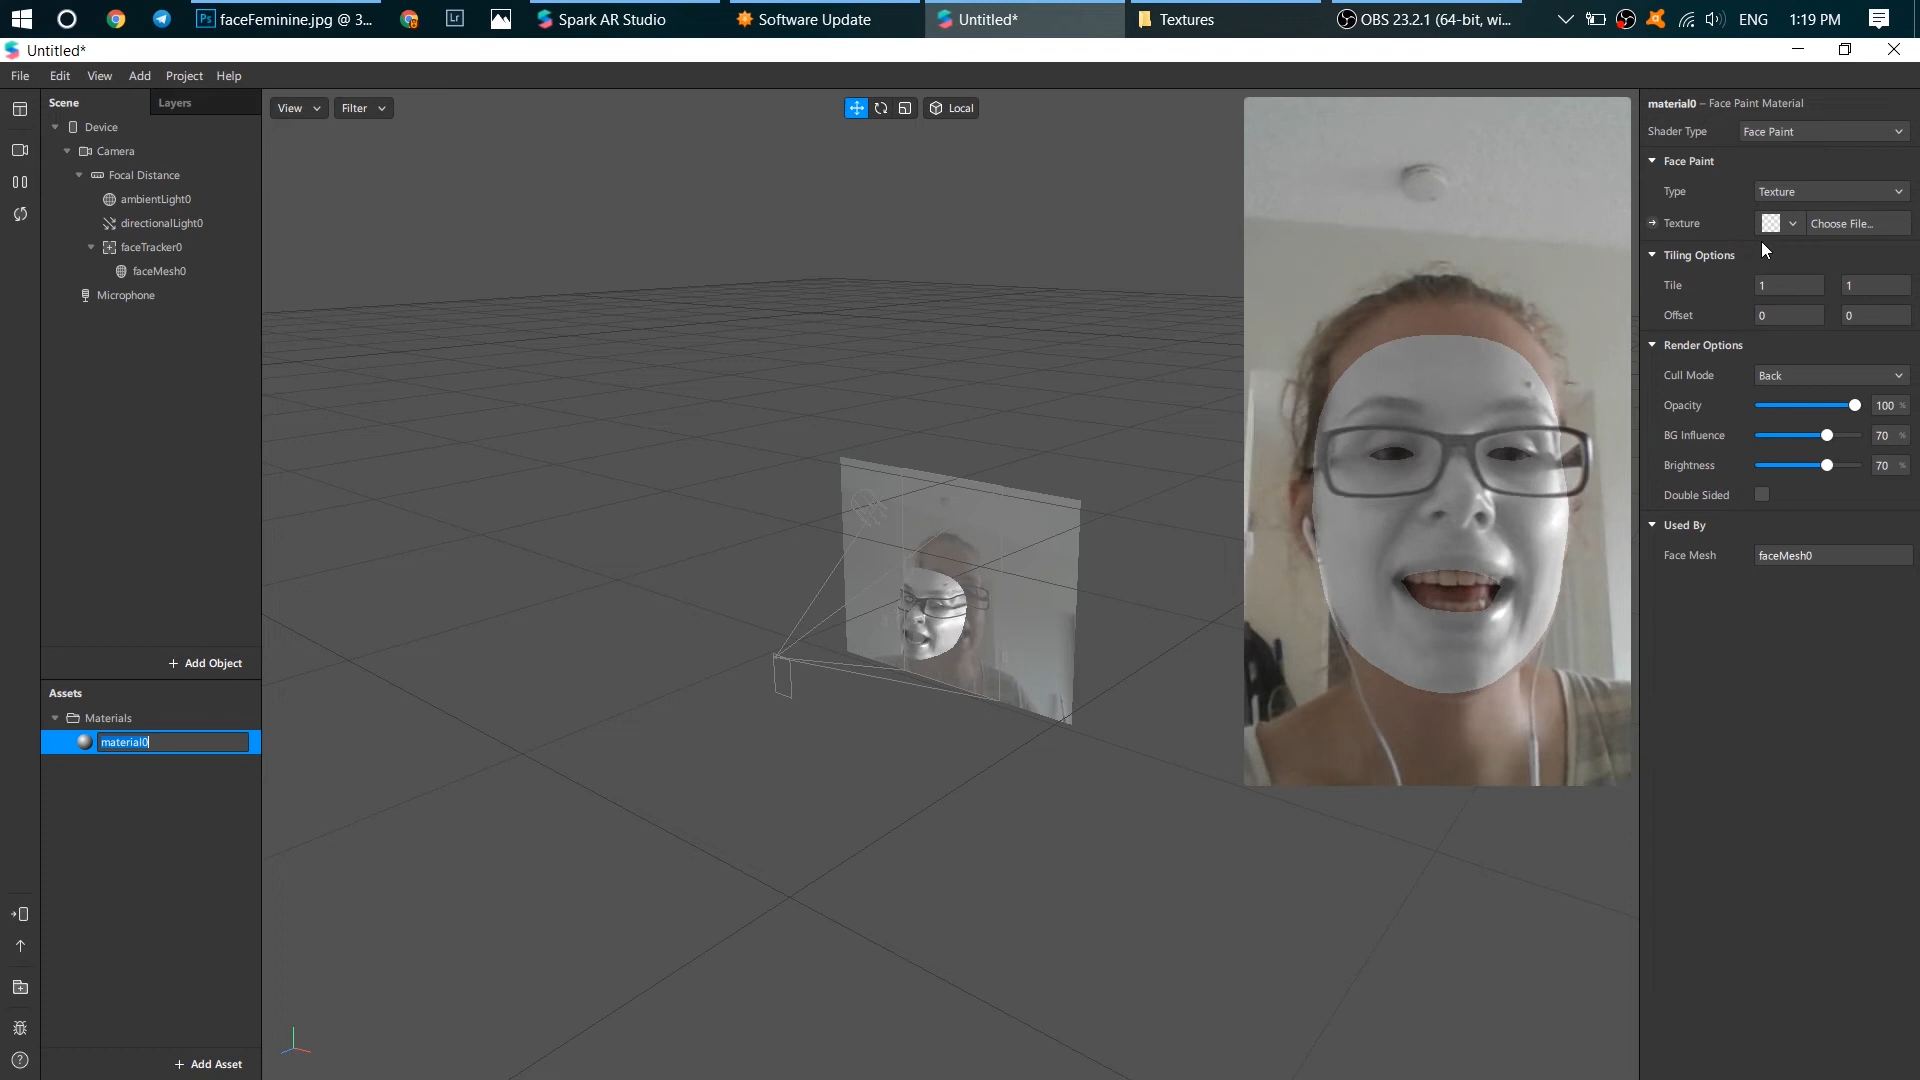 Ps faceFeminine.jpg @ 3...
Lr
Spark AR Studio
Software Update
Untitled*
Textures
OBS 23.2.1 (64-bit, wi...
ENG
1:19 PM
Untitled*
File Edit View Add Project Help
Scene
Layers
Device
Camera
Focal Distance
ambientLight0
directionalLight0
faceTracker0
faceMesh0
Microphone
+ Add Object
Assets
Materials
material0
+ Add Asset
View
Filter
Local
material0 – Face Paint Material
Shader Type Face Paint
Face Paint
Type Texture
Texture Choose File...
Tiling Options
Tile 1 1
Offset 0 0
Render Options
Cull Mode Back
Opacity 100 %
BG Influence 70 %
Brightness 70 %
Double Sided
Used By
Face Mesh faceMesh0